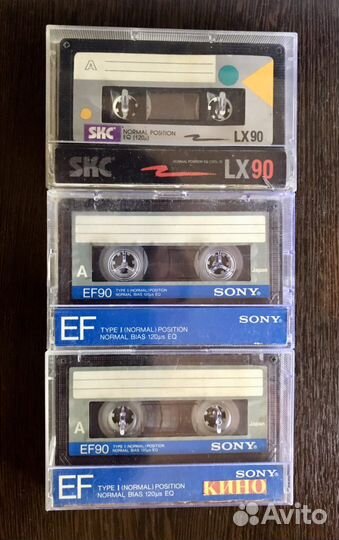 A
SKC
NORMAL POSITION
EQ (120µ)
LX90
SKC
LX90
A
Japan
EF90 TYPE I (NORMAL) POSITION
NORMAL BIAS 120µs EQ
SONY
EF
TYPE I (NORMAL) POSITION
NORMAL BIAS 120µs EQ
SONY
A
Japan
EF90 TYPE I (NORMAL) POSITION
NORMAL BIAS 120µs EQ
SONY
EF
TYPE I (NORMAL) POSITION
NORMAL BIAS 120µs EQ
SONY
КИНО
Avito